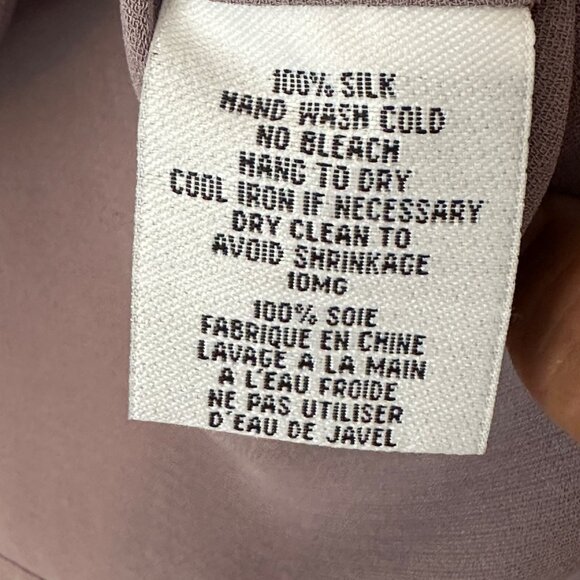 100% SILK
HAND WASH COLD
NO BLEACH
HANG TO DRY
COOL IRON IF NECESSARY
DRY CLEAN TO
AVOID SHRINKAGE
10MG
100% SOIE
FABRIQUE EN CHINE
LAVAGE A LA MAIN
A L'EAU FROIDE
NE PAS UTILISER
D'EAU DE JAVEL